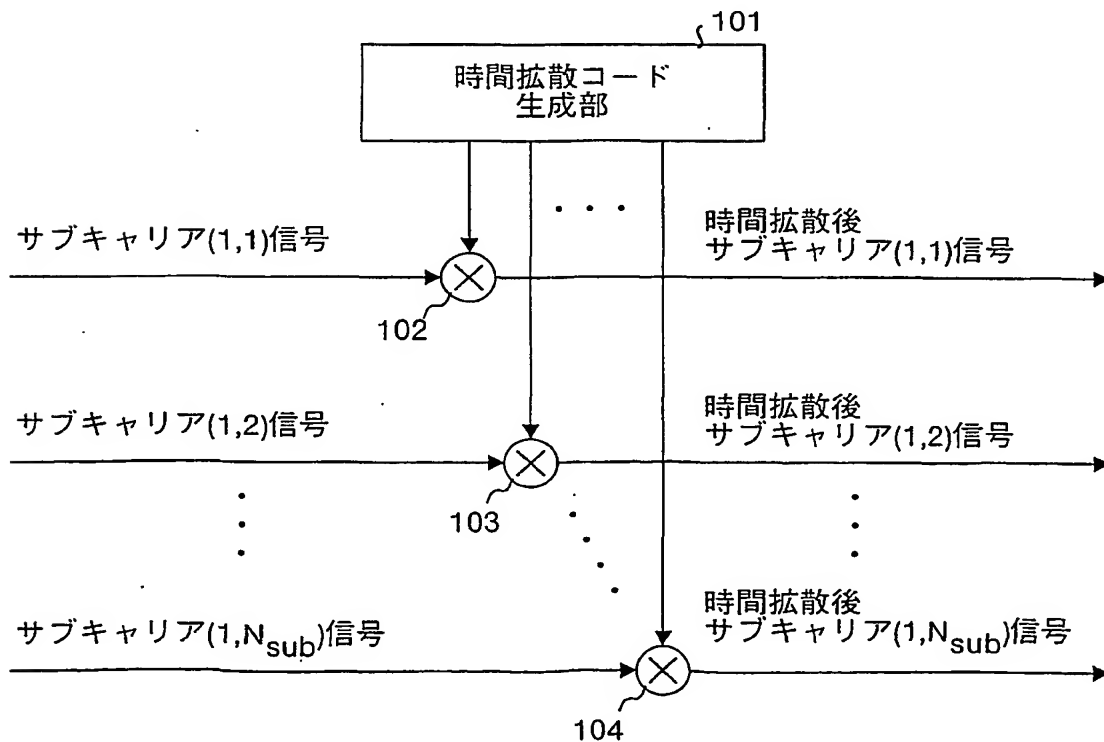 101
時間拡散コード
生成部
サブキャリア(1,1)信号
時間拡散後
サブキャリア(1,1)信号
102
サブキャリア(1,2)信号
時間拡散後
サブキャリア(1,2)信号
103
サブキャリア(1,Nsub)信号
時間拡散後
サブキャリア(1,Nsub)信号
104